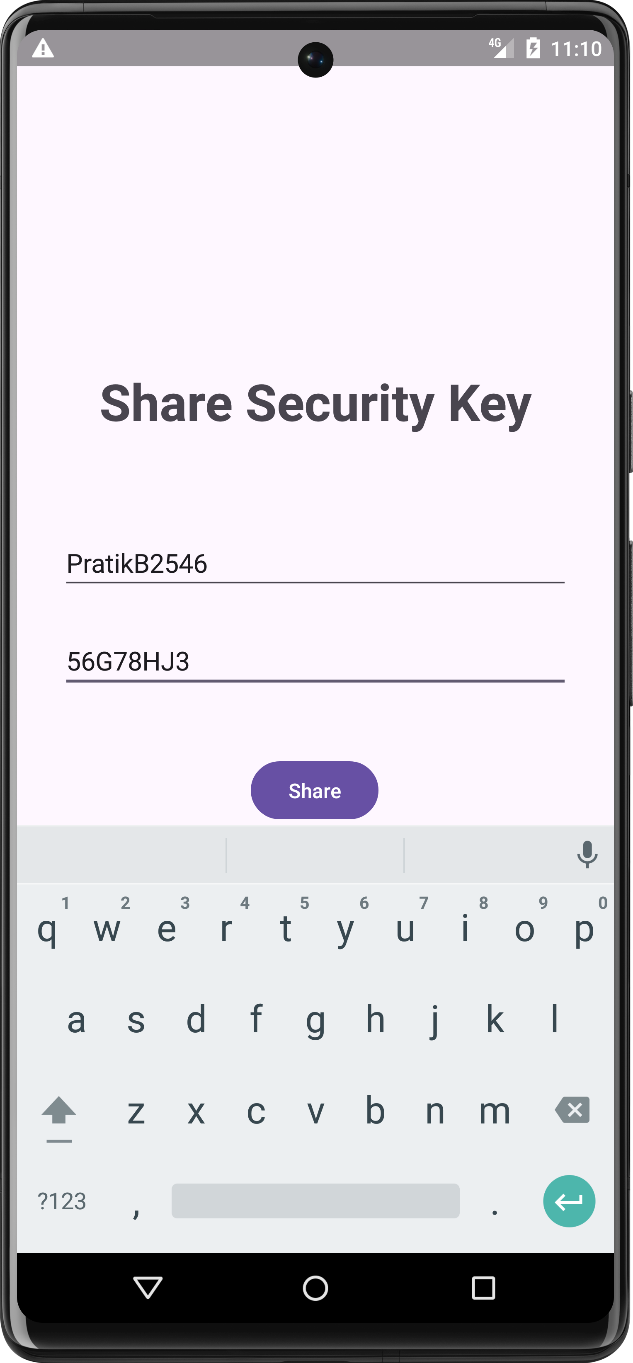 4G 11:10
Share Security Key
PratikB2546
56G78HJ3
Share
1 2 3 4 5 6 7 8 9 0
q w e r t y u i o p
a s d f g h j k l
z x c v b n m
?123 , .